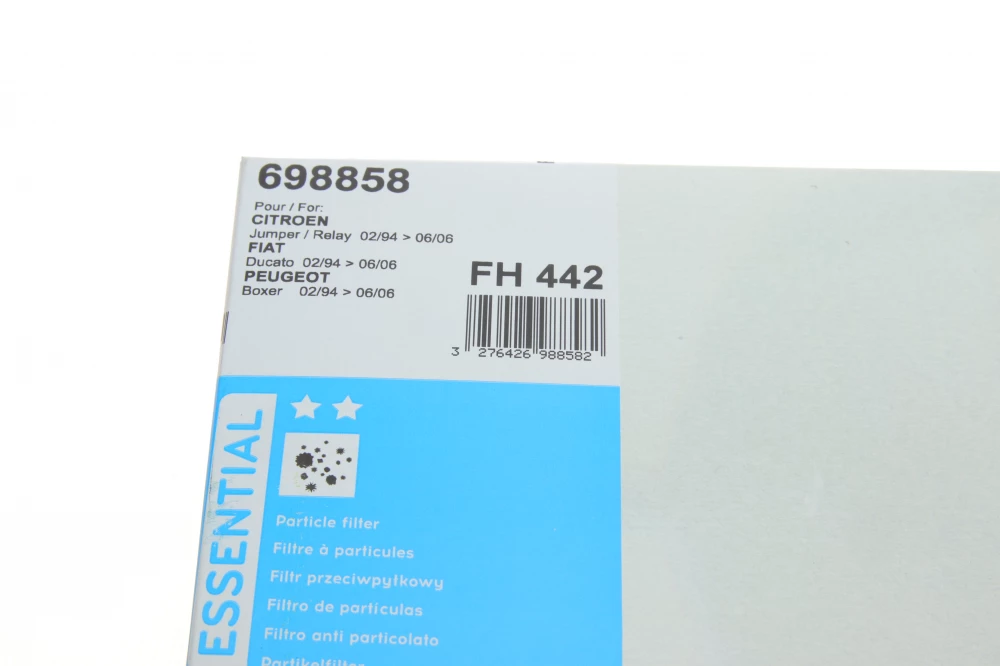 698858
Pour / For:
CITROEN
Jumper / Relay 02/94 > 06/06
FIAT
Ducato 02/94 > 06/06
PEUGEOT
Boxer 02/94 > 06/06
FH 442
3 276426 988582
ESSENTIAL
Particle filter
Filtre à particules
Filtr przeciwpyłkowy
Filtro de particulas
Filtro anti particolato
Partikelfilter